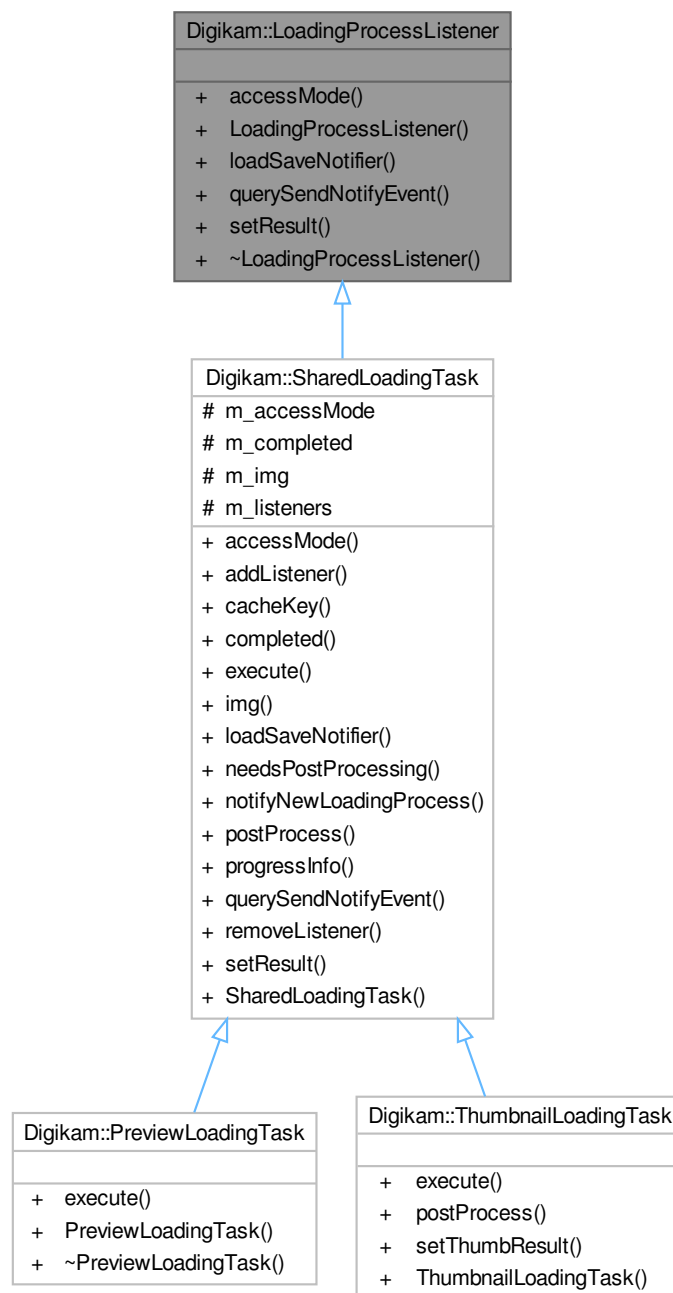 Digikam::LoadingProcessListener
+ accessMode()
+ LoadingProcessListener()
+ loadSaveNotifier()
+ querySendNotifyEvent()
+ setResult()
+ ~LoadingProcessListener()
Digikam::SharedLoadingTask
# m_accessMode
# m_completed
# m_img
# m_listeners
+ accessMode()
+ addListener()
+ cacheKey()
+ completed()
+ execute()
+ img()
+ loadSaveNotifier()
+ needsPostProcessing()
+ notifyNewLoadingProcess()
+ postProcess()
+ progressInfo()
+ querySendNotifyEvent()
+ removeListener()
+ setResult()
+ SharedLoadingTask()
Digikam::PreviewLoadingTask
+ execute()
+ PreviewLoadingTask()
+ ~PreviewLoadingTask()
Digikam::ThumbnailLoadingTask
+ execute()
+ postProcess()
+ setThumbResult()
+ ThumbnailLoadingTask()